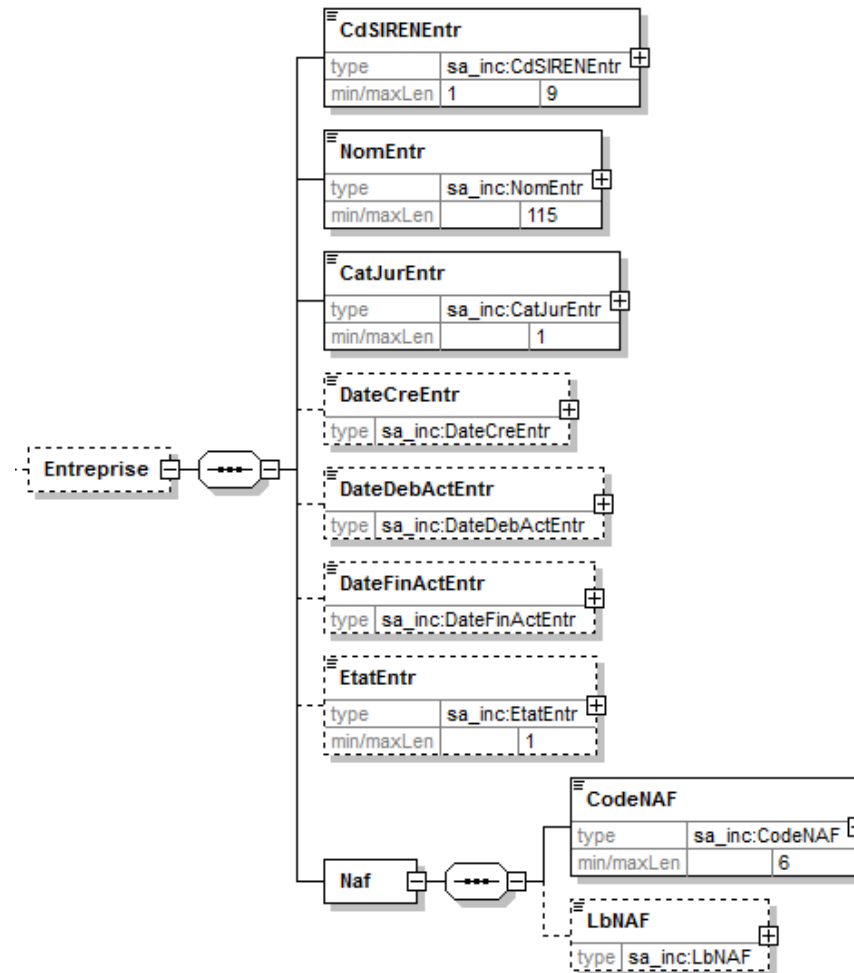 CdSIRENEntr
type sa_inc:CdSIRENEntr
min/maxLen 1 9
NomEntr
type sa_inc:NomEntr
min/maxLen 115
CatJurEntr
type sa_inc:CatJurEntr
min/maxLen 1
DateCreEntr
type sa_inc:DateCreEntr
Entreprise
DateDebActEntr
type sa_inc:DateDebActEntr
DateFinActEntr
type sa_inc:DateFinActEntr
EtatEntr
type sa_inc:EtatEntr
min/maxLen 1
CodeNAF
type sa_inc:CodeNAF
min/maxLen 6
Naf
LbNAF
type sa_inc:LbNAF